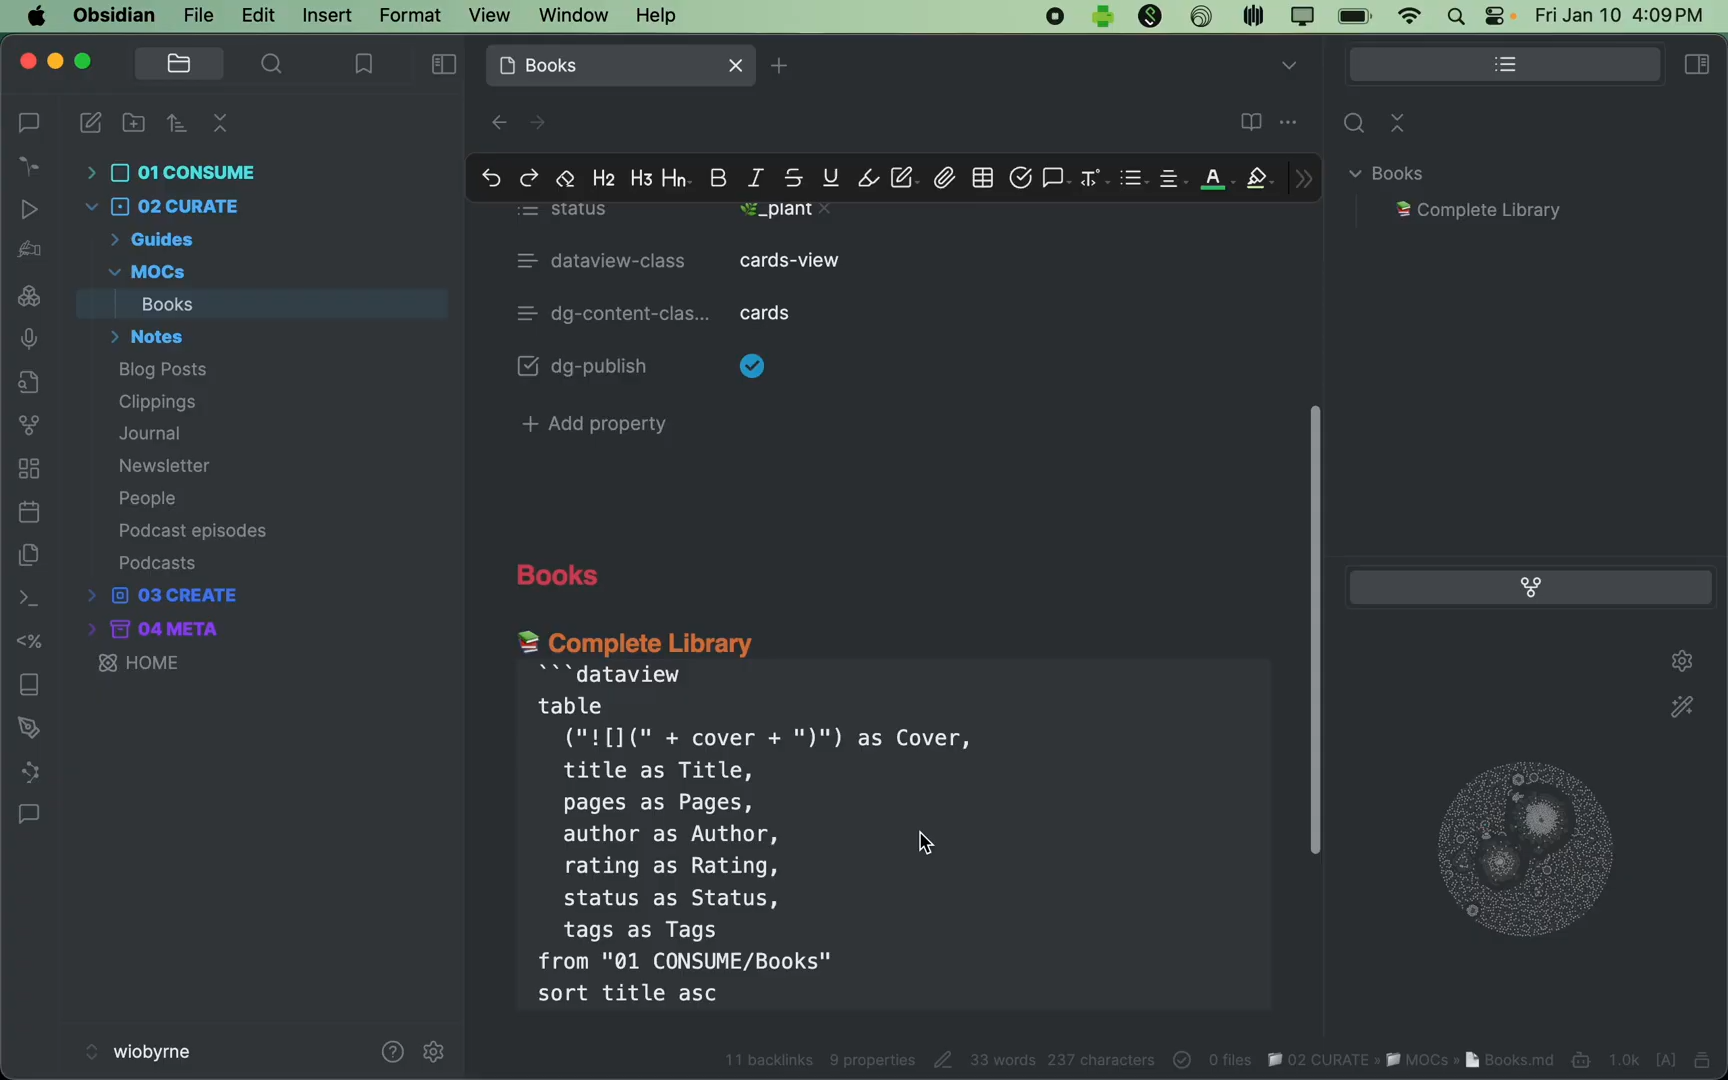 Obsidian File Edit Insert Format View Window Help
Fri Jan 10 4:09 PM
Books
01 CONSUME
02 CURATE
Guides
MOCs
Books
Notes
Blog Posts
Clippings
Journal
Newsletter
People
Podcast episodes
Podcasts
03 CREATE
04 META
HOME
<%
wiobyrne
H2 H3 Hn B I S U A
status 🌿_plant ×
dataview-class cards-view
dg-content-clas... cards
dg-publish
+ Add property
Books
📚 Complete Library
```dataview
table
("![](" + cover + ")") as Cover,
title as Title,
pages as Pages,
author as Author,
rating as Rating,
status as Status,
tags as Tags
from "01 CONSUME/Books"
sort title asc
Books
📚 Complete Library
11 backlinks 9 properties 33 words 237 characters 0 files 02 CURATE » MOCs » Books.md 1.0k [A]